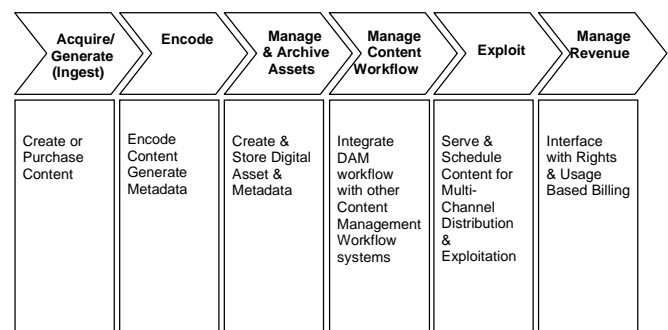 Acquire/
Generate
(Ingest)
Encode
Manage
& Archive
Assets
Manage
Content
Workflow
Exploit
Manage
Revenue
Create or
Purchase
Content
Encode
Content
Generate
Metadata
Create &
Store Digital
Asset &
Metadata
Integrate
DAM
workflow
with other
Content
Management
Workflow
systems
Serve &
Schedule
Content for
Multi-
Channel
Distribution
&
Exploitation
Interface
with Rights
& Usage
Based Billing